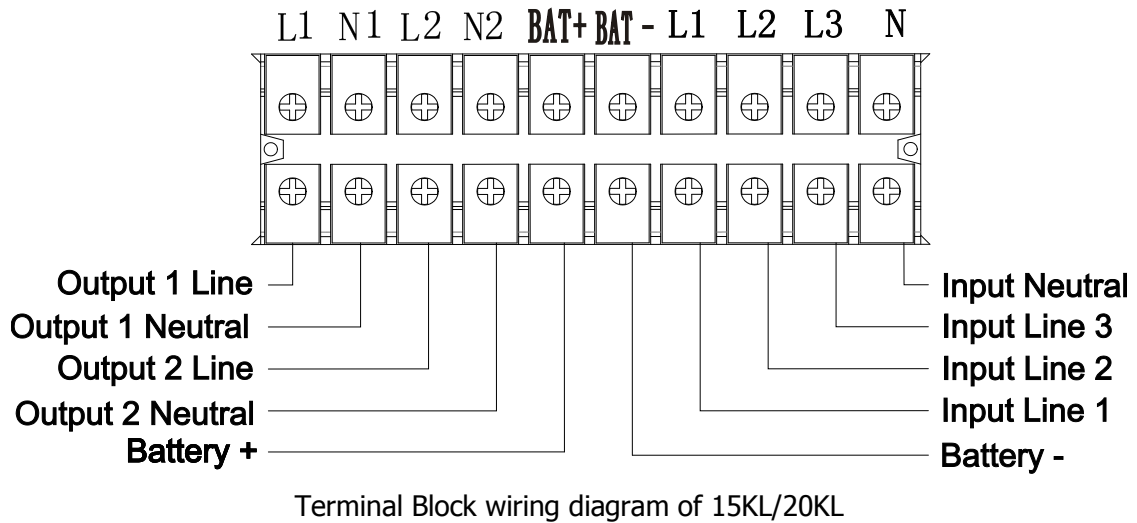 L1 N1 L2 N2 BAT+ BAT- L1 L2 L3 N
Output 1 Line
Output 1 Neutral
Output 2 Line
Output 2 Neutral
Battery +
Input Neutral
Input Line 3
Input Line 2
Input Line 1
Battery -
Terminal Block wiring diagram of 15KL/20KL